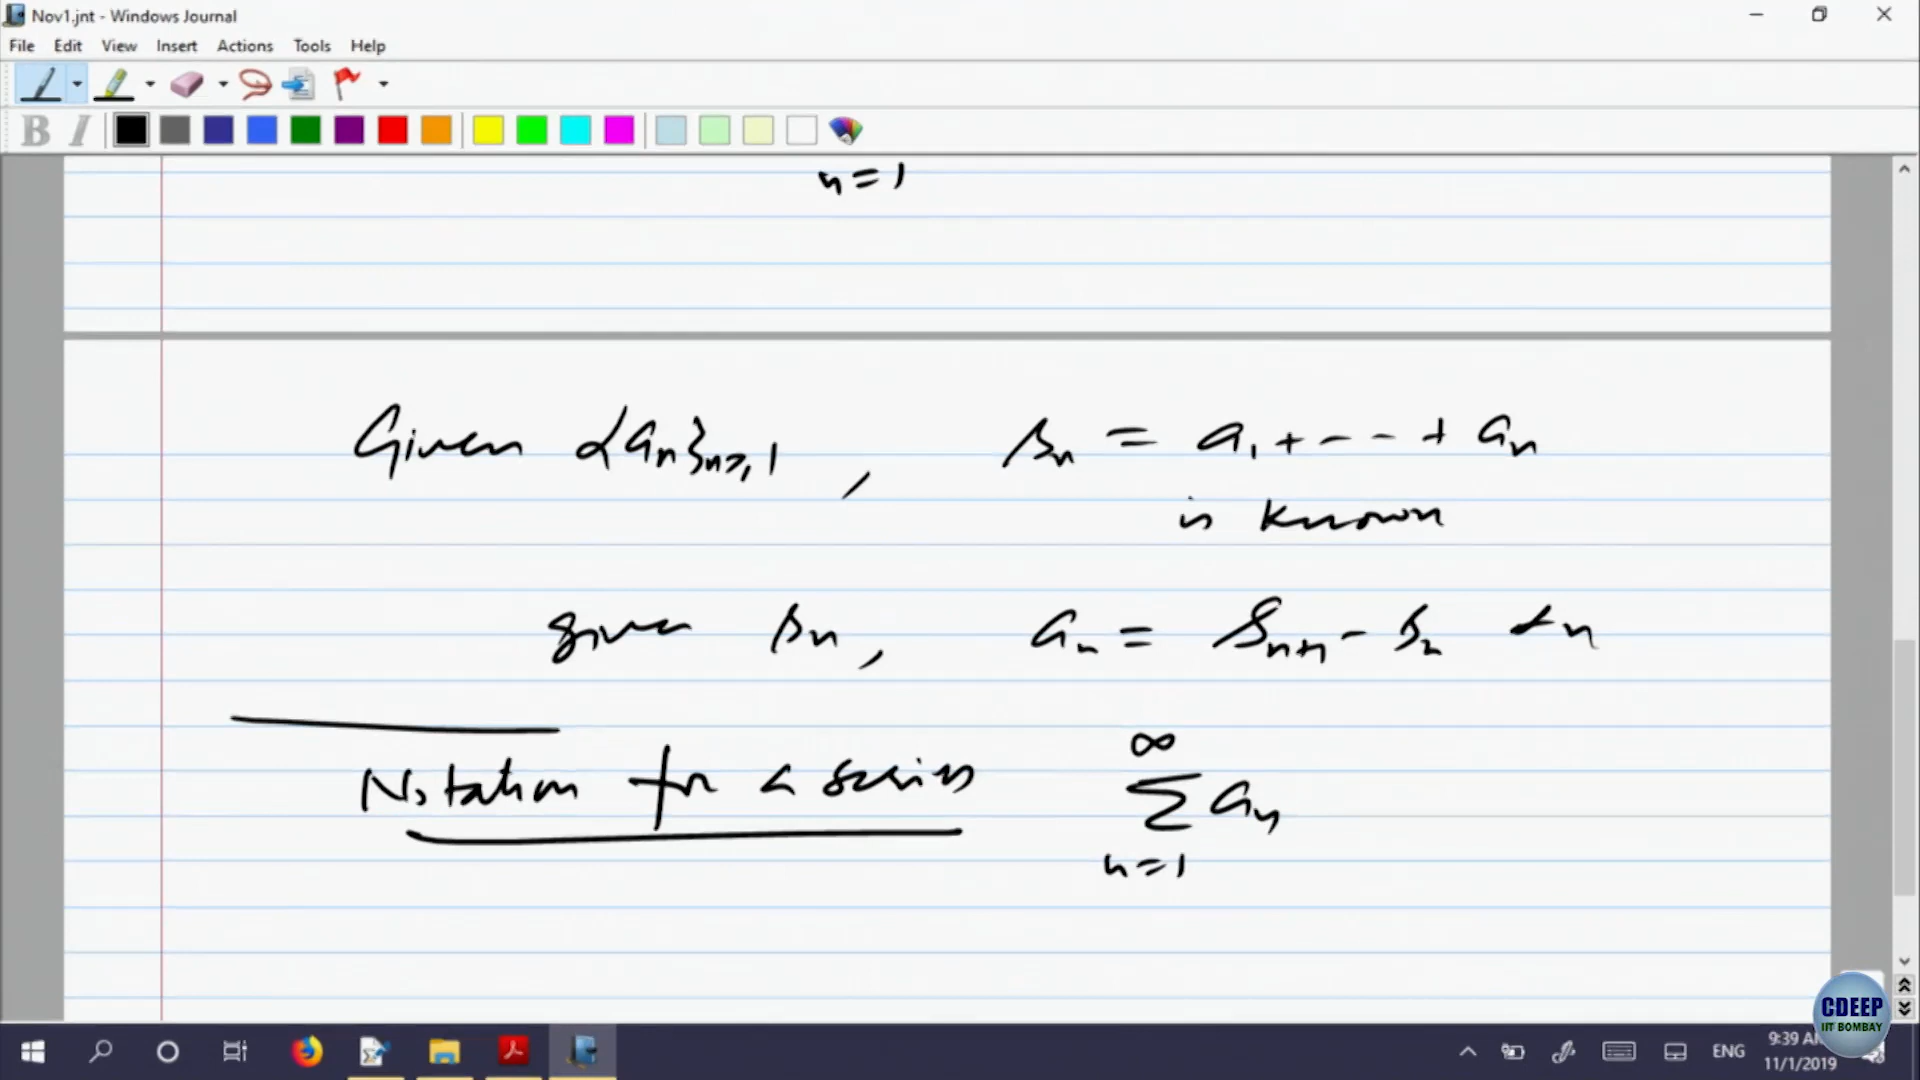 Nov1.jnt - Windows Journal
File Edit View Insert Actions Tools Help
B I
n=1
Given {an}n≥1, sn = a1 + --- + an
is known
given sn, an = Sn+1 - sn ∀ n
Notation for a series ∞
∑ an
n=1
CDEEP
IIT BOMBAY
ENG
9:39 AM
11/1/2019